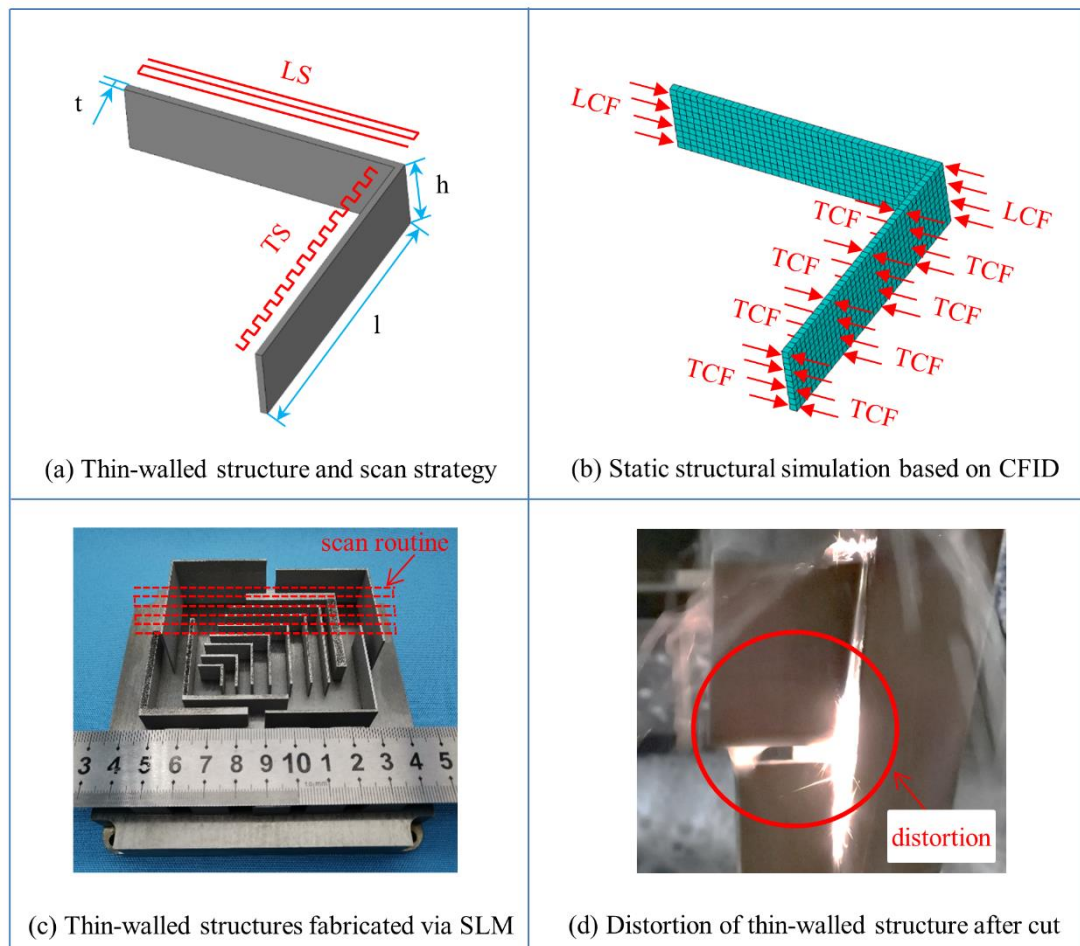 LS
t
h
TS
l
(a) Thin-walled structure and scan strategy
LCF
TCF
LCF
TCF
TCF
TCF
TCF
TCF
TCF
TCF
TCF
(b) Static structural simulation based on CFID
scan routine
3 4 5 6 7 8 9 10 1 2 3 4 5
(c) Thin-walled structures fabricated via SLM
distortion
(d) Distortion of thin-walled structure after cut